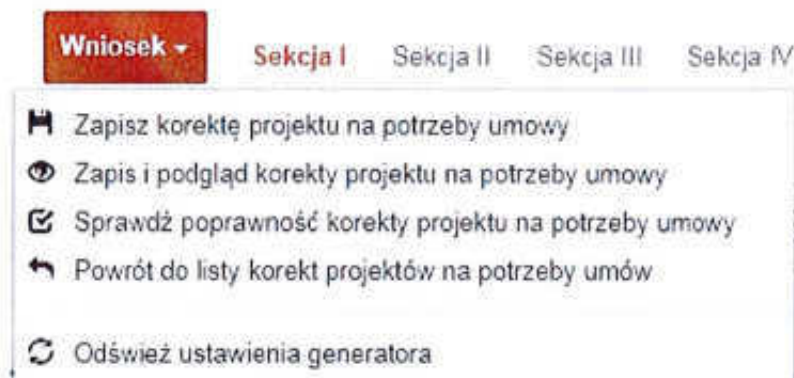 Wniosek
Sekcja I Sekcja II Sekcja III Sekcja IV
Zapisz korektę projektu na potrzeby umowy
Zapis i podgląd korekty projektu na potrzeby umowy
Sprawdź poprawność korekty projektu na potrzeby umowy
Powrót do listy korekt projektów na potrzeby umów
Odśwież ustawienia generatora